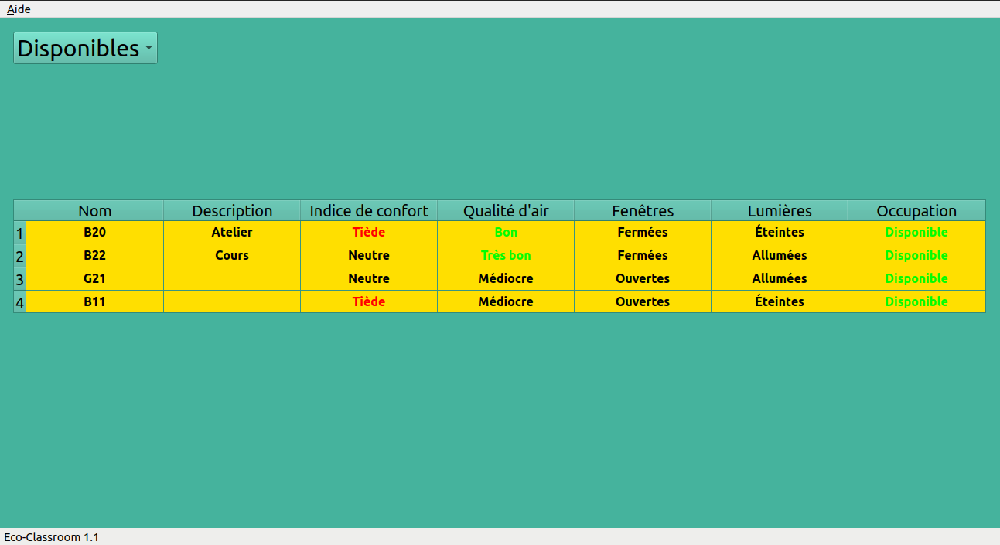 Aide
Disponibles
Nom Description Indice de confort Qualité d'air Fenêtres Lumières Occupation
1 B20 Atelier Tiède Bon Fermées Éteintes Disponible
2 B22 Cours Neutre Très bon Fermées Allumées Disponible
3 G21 Neutre Médiocre Ouvertes Allumées Disponible
4 B11 Tiède Médiocre Ouvertes Éteintes Disponible
Eco-Classroom 1.1